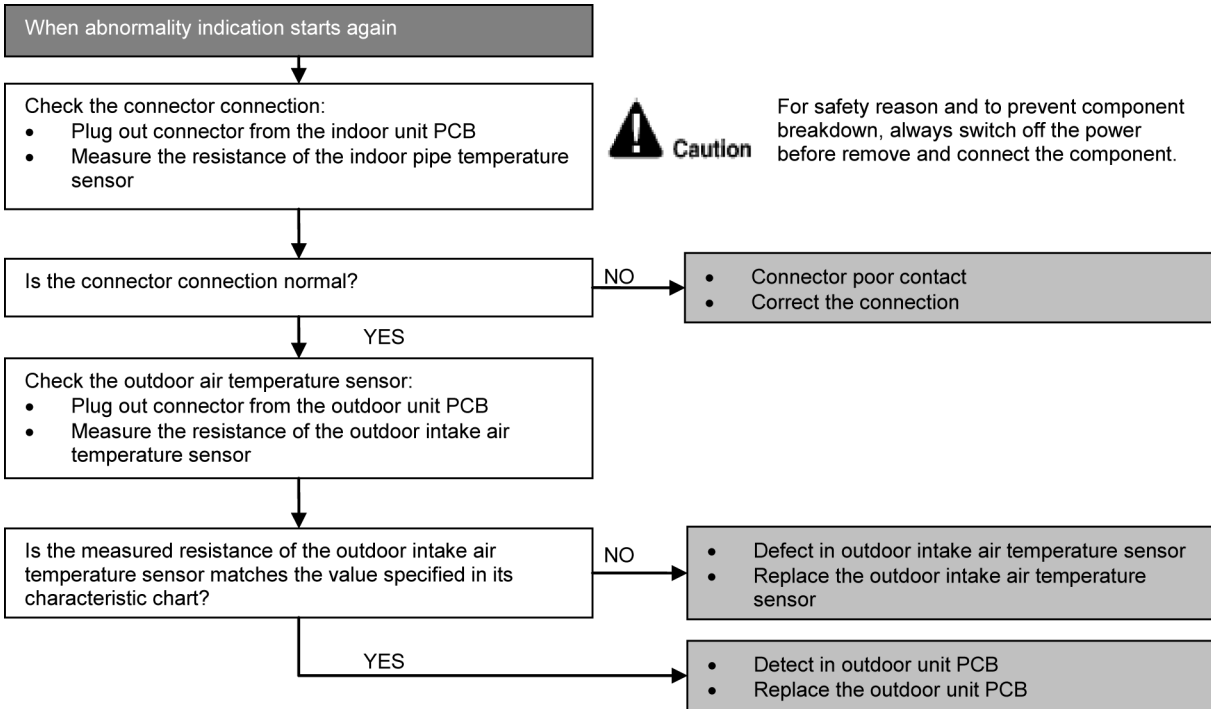 When abnormality indication starts again
Check the connector connection:
• Plug out connector from the indoor unit PCB
• Measure the resistance of the indoor pipe temperature
sensor
Caution
For safety reason and to prevent component
breakdown, always switch off the power
before remove and connect the component.
Is the connector connection normal?
NO
• Connector poor contact
• Correct the connection
YES
Check the outdoor air temperature sensor:
• Plug out connector from the outdoor unit PCB
• Measure the resistance of the outdoor intake air
temperature sensor
Is the measured resistance of the outdoor intake air
temperature sensor matches the value specified in its
characteristic chart?
NO
• Defect in outdoor intake air temperature sensor
• Replace the outdoor intake air temperature
sensor
YES
• Detect in outdoor unit PCB
• Replace the outdoor unit PCB